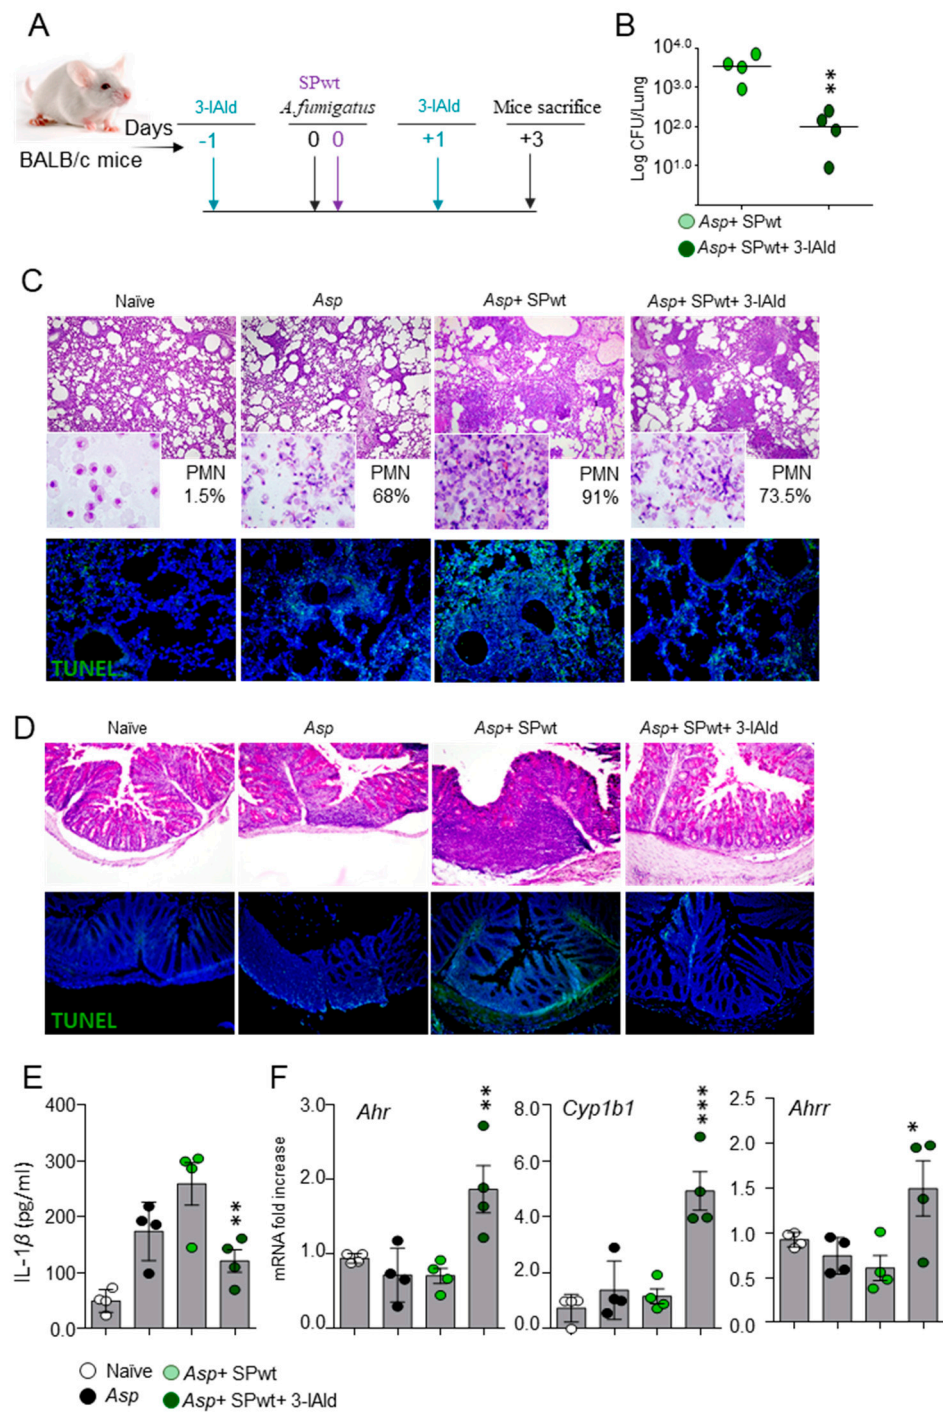 A
BALB/c mice
Days
3-IAld
-1
SPwt
A.fumigatus
0 0
3-IAld
+1
Mice sacrifice
+3
B
Log CFU/Lung
10^4.0
10^3.0
10^2.0
10^1.0
**
Asp+ SPwt
Asp+ SPwt+ 3-IAld
C
Naïve Asp Asp+ SPwt Asp+ SPwt+ 3-IAld
PMN
1.5%
PMN
68%
PMN
91%
PMN
73.5%
TUNEL
D
Naïve Asp Asp+ SPwt Asp+ SPwt+ 3-IAld
TUNEL
E
IL-1β (pg/ml)
400
300
200
100
0.0
**
F
mRNA fold increase
Ahr
3.0
2.0
1.0
0.0
**
Cyp1b1
8.0
6.0
4.0
2.0
0.0
****
Ahrr
2.5
2.0
1.5
1.0
0.5
0.0
*
Naïve
Asp
Asp+ SPwt
Asp+ SPwt+ 3-IAld